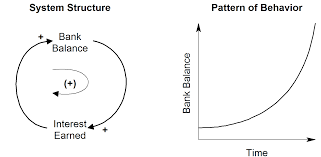 System Structure
+
Bank
Balance
(+)
Interest
Earned
+
Pattern of Behavior
Bank Balance
Time